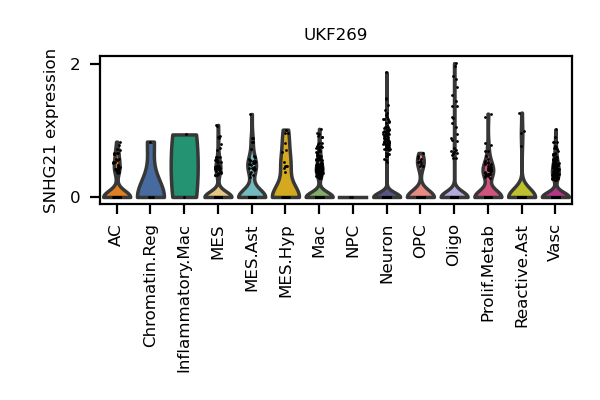 UKF269
SNHG21 expression
2
0
AC
Chromatin.Reg
Inflammatory.Mac
MES
MES.Ast
MES.Hyp
Mac
NPC
Neuron
OPC
Oligo
Prolif.Metab
Reactive.Ast
Vasc